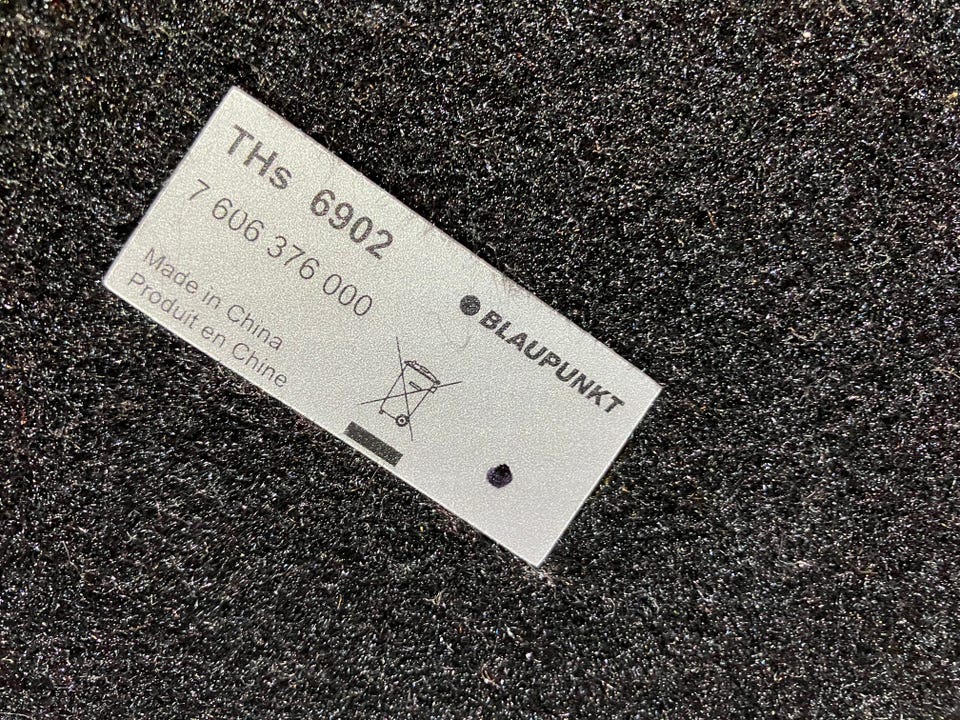 THs 6902
7 606 376 000
Made in China
Produit en Chine
BLAUPUNKT